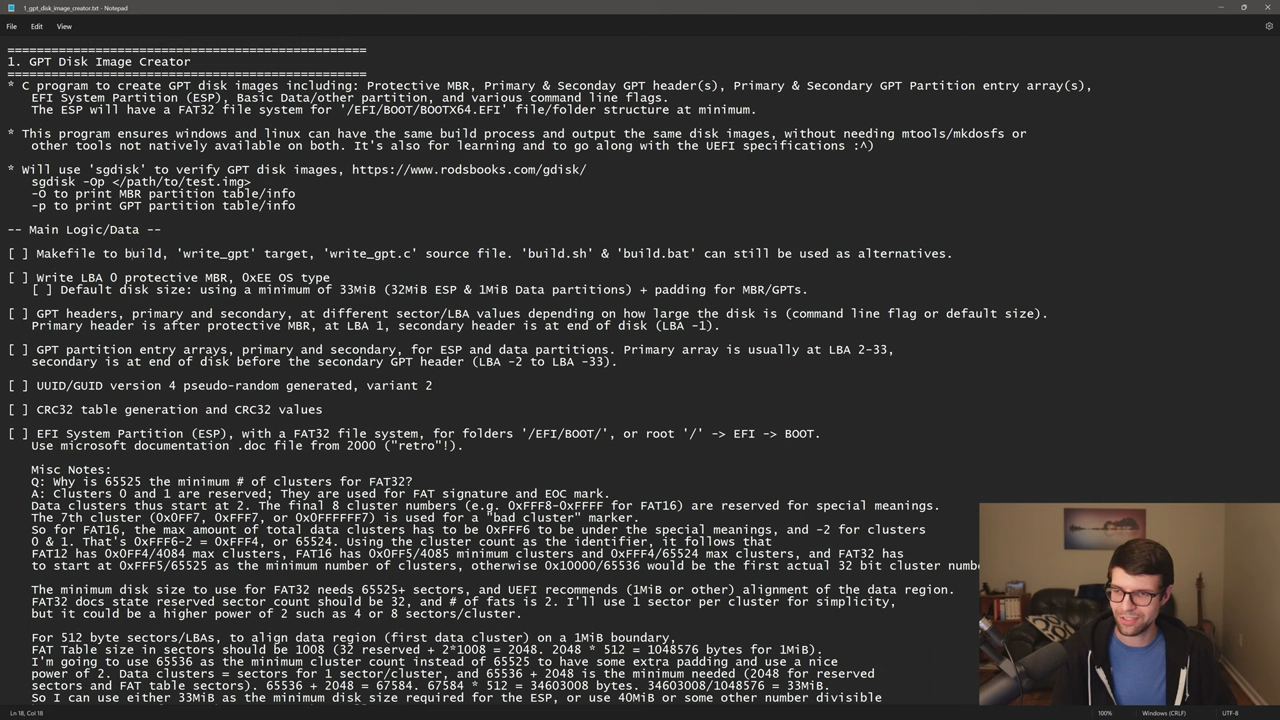 1_gpt_disk_image_creator.txt - Notepad
File Edit View
=================================================
1. GPT Disk Image Creator
=================================================
* C program to create GPT disk images including: Protective MBR, Primary & Seconday GPT header(s), Primary & Secondary GPT Partition entry array(s),
EFI System Partition (ESP), Basic Data/other partition, and various command line flags.
The ESP will have a FAT32 file system for '/EFI/BOOT/BOOTX64.EFI' file/folder structure at minimum.
* This program ensures windows and linux can have the same build process and output the same disk images, without needing mtools/mkdosfs or
other tools not natively available on both. It's also for learning and to go along with the UEFI specifications :^)
* Will use 'sgdisk' to verify GPT disk images, https://www.rodsbooks.com/gdisk/
sgdisk -Op </path/to/test.img>
-O to print MBR partition table/info
-p to print GPT partition table/info
-- Main Logic/Data --
[ ] Makefile to build, 'write_gpt' target, 'write_gpt.c' source file. 'build.sh' & 'build.bat' can still be used as alternatives.
[ ] Write LBA 0 protective MBR, 0xEE OS type
[ ] Default disk size: using a minimum of 33MiB (32MiB ESP & 1MiB Data partitions) + padding for MBR/GPTs.
[ ] GPT headers, primary and secondary, at different sector/LBA values depending on how large the disk is (command line flag or default size).
Primary header is after protective MBR, at LBA 1, secondary header is at end of disk (LBA -1).
[ ] GPT partition entry arrays, primary and secondary, for ESP and data partitions. Primary array is usually at LBA 2-33,
secondary is at end of disk before the secondary GPT header (LBA -2 to LBA -33).
[ ] UUID/GUID version 4 pseudo-random generated, variant 2
[ ] CRC32 table generation and CRC32 values
[ ] EFI System Partition (ESP), with a FAT32 file system, for folders '/EFI/BOOT/', or root '/' -> EFI -> BOOT.
Use microsoft documentation .doc file from 2000 ("retro"!).
Misc Notes:
Q: Why is 65525 the minimum # of clusters for FAT32?
A: Clusters 0 and 1 are reserved; They are used for FAT signature and EOC mark.
Data clusters thus start at 2. The final 8 cluster numbers (e.g. 0xFFF8-0xFFFF for FAT16) are reserved for special meanings.
The 7th cluster (0x0FF7, 0xFFF7, or 0x0FFFFFF7) is used for a "bad cluster" marker.
So for FAT16, the max amount of total data clusters has to be 0xFFF6 to be under the special meanings, and -2 for clusters
0 & 1. That's 0xFFF6-2 = 0xFFF4, or 65524. Using the cluster count as the identifier, it follows that
FAT12 has 0x0FF4/4084 max clusters, FAT16 has 0x0FF5/4085 minimum clusters and 0xFFF4/65524 max clusters, and FAT32 has
to start at 0xFFF5/65525 as the minimum number of clusters, otherwise 0x10000/65536 would be the first actual 32 bit cluster
The minimum disk size to use for FAT32 needs 65525+ sectors, and UEFI recommends (1MiB or other) alignment of the data region.
FAT32 docs state reserved sector count should be 32, and # of fats is 2. I'll use 1 sector per cluster for simplicity,
but it could be a higher power of 2 such as 4 or 8 sectors/cluster.
For 512 byte sectors/LBAs, to align data region (first data cluster) on a 1MiB boundary,
FAT Table size in sectors should be 1008 (32 reserved + 2*1008 = 2048. 2048 * 512 = 1048576 bytes for 1MiB).
I'm going to use 65536 as the minimum cluster count instead of 65525 to have some extra padding and use a nice
power of 2. Data clusters = sectors for 1 sector/cluster, and 65536 + 2048 is the minimum needed (2048 for reserved
sectors and FAT table sectors). 65536 + 2048 = 67584. 67584 * 512 = 34603008 bytes. 34603008/1048576 = 33MiB.
So I can use either 33MiB as the minimum disk size required for the ESP, or use 40MiB or some other number divisible
Ln 18, Col 18 100% Windows (CRLF) UTF-8